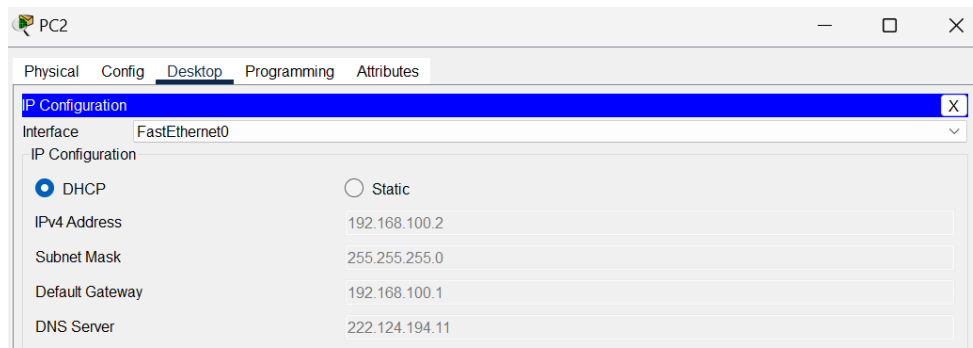 PC2
Physical Config Desktop Programming Attributes
IP Configuration X
Interface FastEthernet0
IP Configuration
DHCP Static
IPv4 Address 192.168.100.2
Subnet Mask 255.255.255.0
Default Gateway 192.168.100.1
DNS Server 222.124.194.11